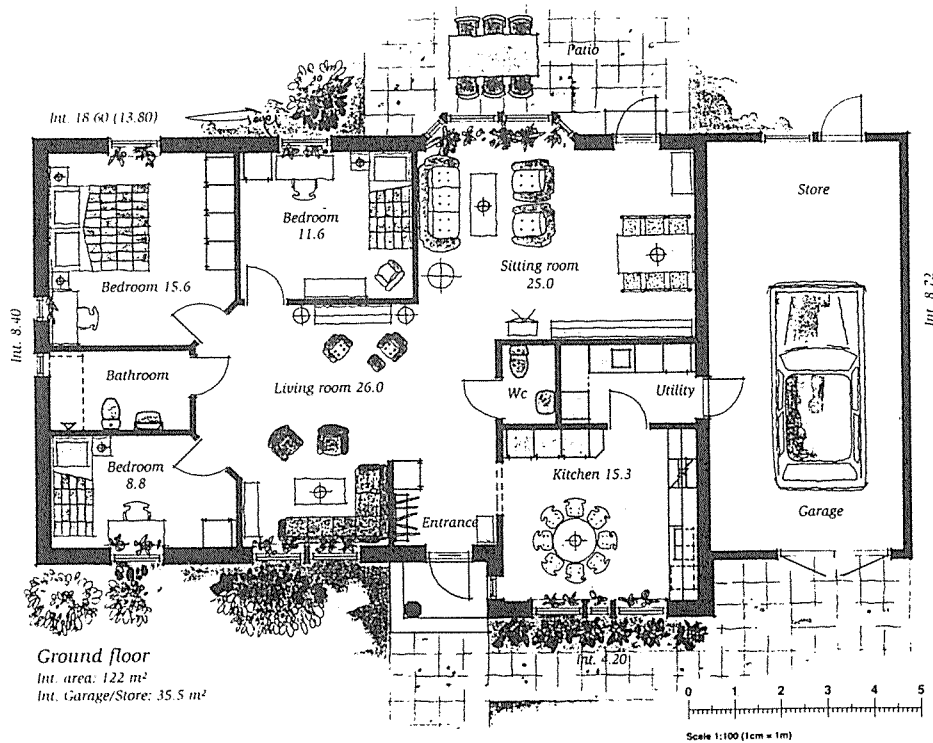 Patio
Int. 18.60 (13.80)
Store
Bedroom
11.6
Sitting room
25.0
Bedroom 15.6
Int. 8.72
Int. 8.40
Bathroom
Living room 26.0
Wc
Utility
Bedroom
8.8
Kitchen 15.3
Entrance
Garage
Ground floor
Int. area: 122 m²
Int. Garage/Store: 35.5 m²
Int. 4.20
0 1 2 3 4 5
Scale 1:100 (1cm = 1m)